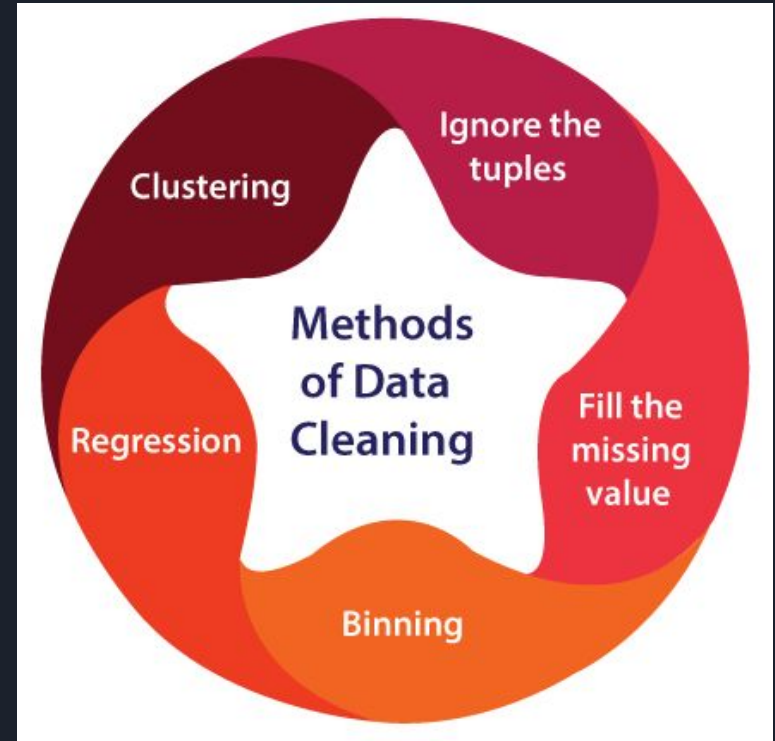 Methods
of Data
Cleaning
Ignore the
tuples
Fill the
missing
value
Binning
Regression
Clustering